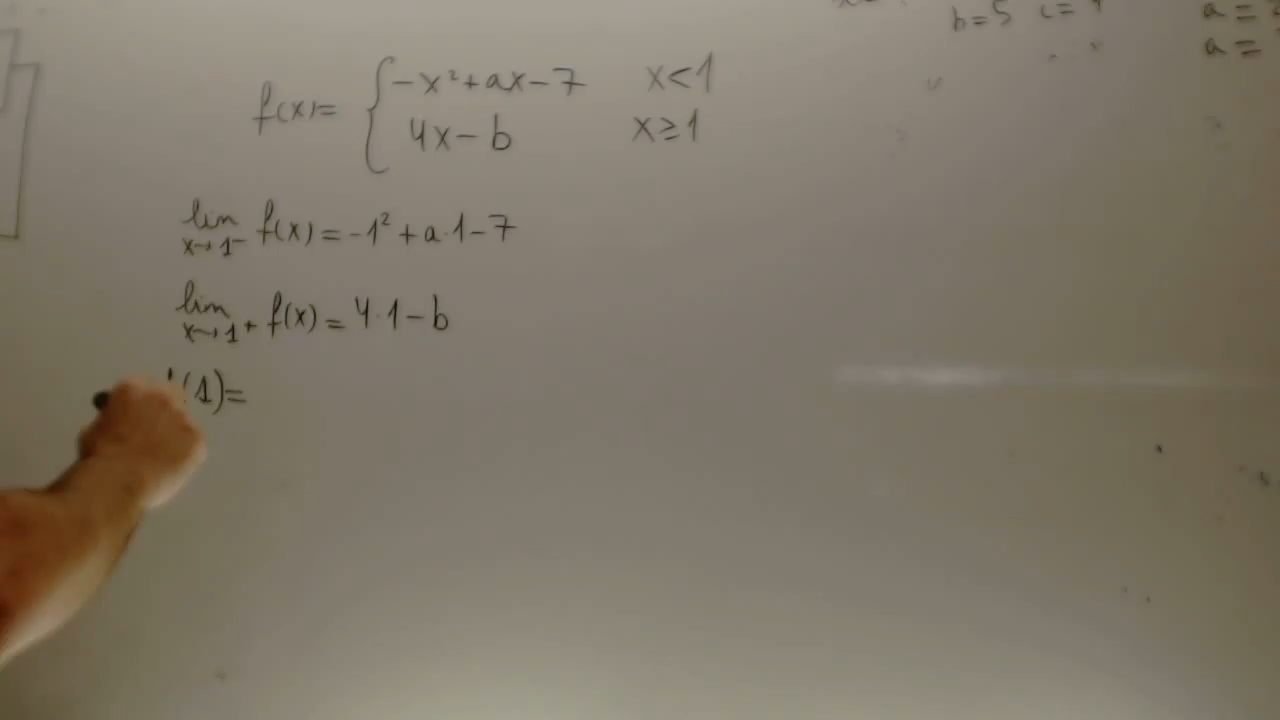 b=5 c=
a=
a=
f(x)= { -x²+ax-7 x<1
4x-b x≥1
lim x→1⁻ f(x)=-1²+a·1-7
lim x→1⁺ f(x)=4·1-b
(1)=